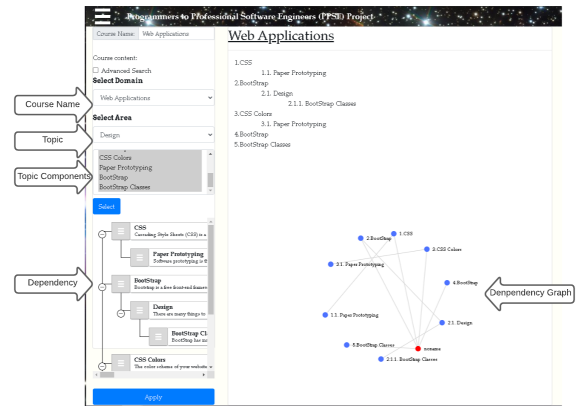 Programmers to Professional Software Engineers (PPSE) Project
Course Name: Web Applications
Course content:
Advanced Search
Select Domain
Web Applications
Select Area
Design
CSS Colors
Paper Prototyping
BootStrap
BootStrap Classes
Select
CSS
Cascading Style Sheets (CSS) is a
Paper Prototyping
Software prototyping is th
BootStrap
Bootstrap is a free front-end framew
Design
There are many things to
BootStrap Cl
BootStrap has many
CSS Colors
The color schema of your website
Apply
Course Name
Topic
Topic Components
Dependency
Web Applications
1.CSS
1.1. Paper Prototyping
2.BootStrap
2.1. Design
2.1.1. BootStrap Classes
3.CSS Colors
3.1. Paper Prototyping
4.BootStrap
5.BootStrap Classes
1.CSS
2.BootStrap
3.CSS Colors
3.1. Paper Prototyping
4.BootStrap
1.1. Paper Prototyping
2.1. Design
5.BootStrap Classes
noname
2.1.1. BootStrap Classes
Denpendency Graph